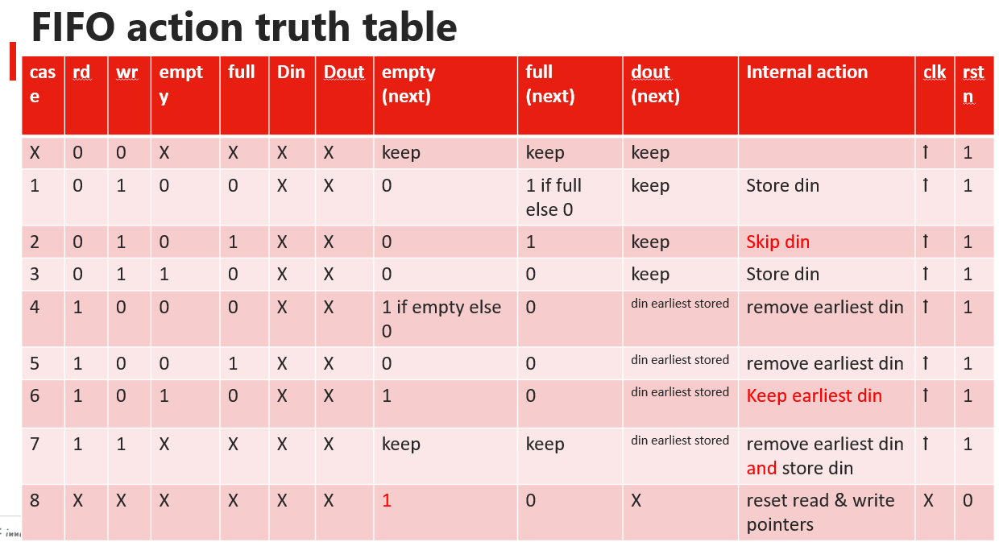 FIFO action truth table
cas e rd wr empt y full Din Dout empty (next) full (next) dout (next) Internal action clk rst n
X 0 0 X X X X keep keep keep ↑ 1
1 0 1 0 0 X X 0 1 if full else 0 keep Store din ↑ 1
2 0 1 0 1 X X 0 1 keep Skip din ↑ 1
3 0 1 1 0 X X 0 0 keep Store din ↑ 1
4 1 0 0 0 X X 1 if empty else 0 0 din earliest stored remove earliest din ↑ 1
5 1 0 0 1 X X 0 0 din earliest stored remove earliest din ↑ 1
6 1 0 1 0 X X 1 0 din earliest stored Keep earliest din ↑ 1
7 1 1 X X X X keep keep din earliest stored remove earliest din and store din ↑ 1
8 X X X X X X 1 0 X reset read & write pointers X 0